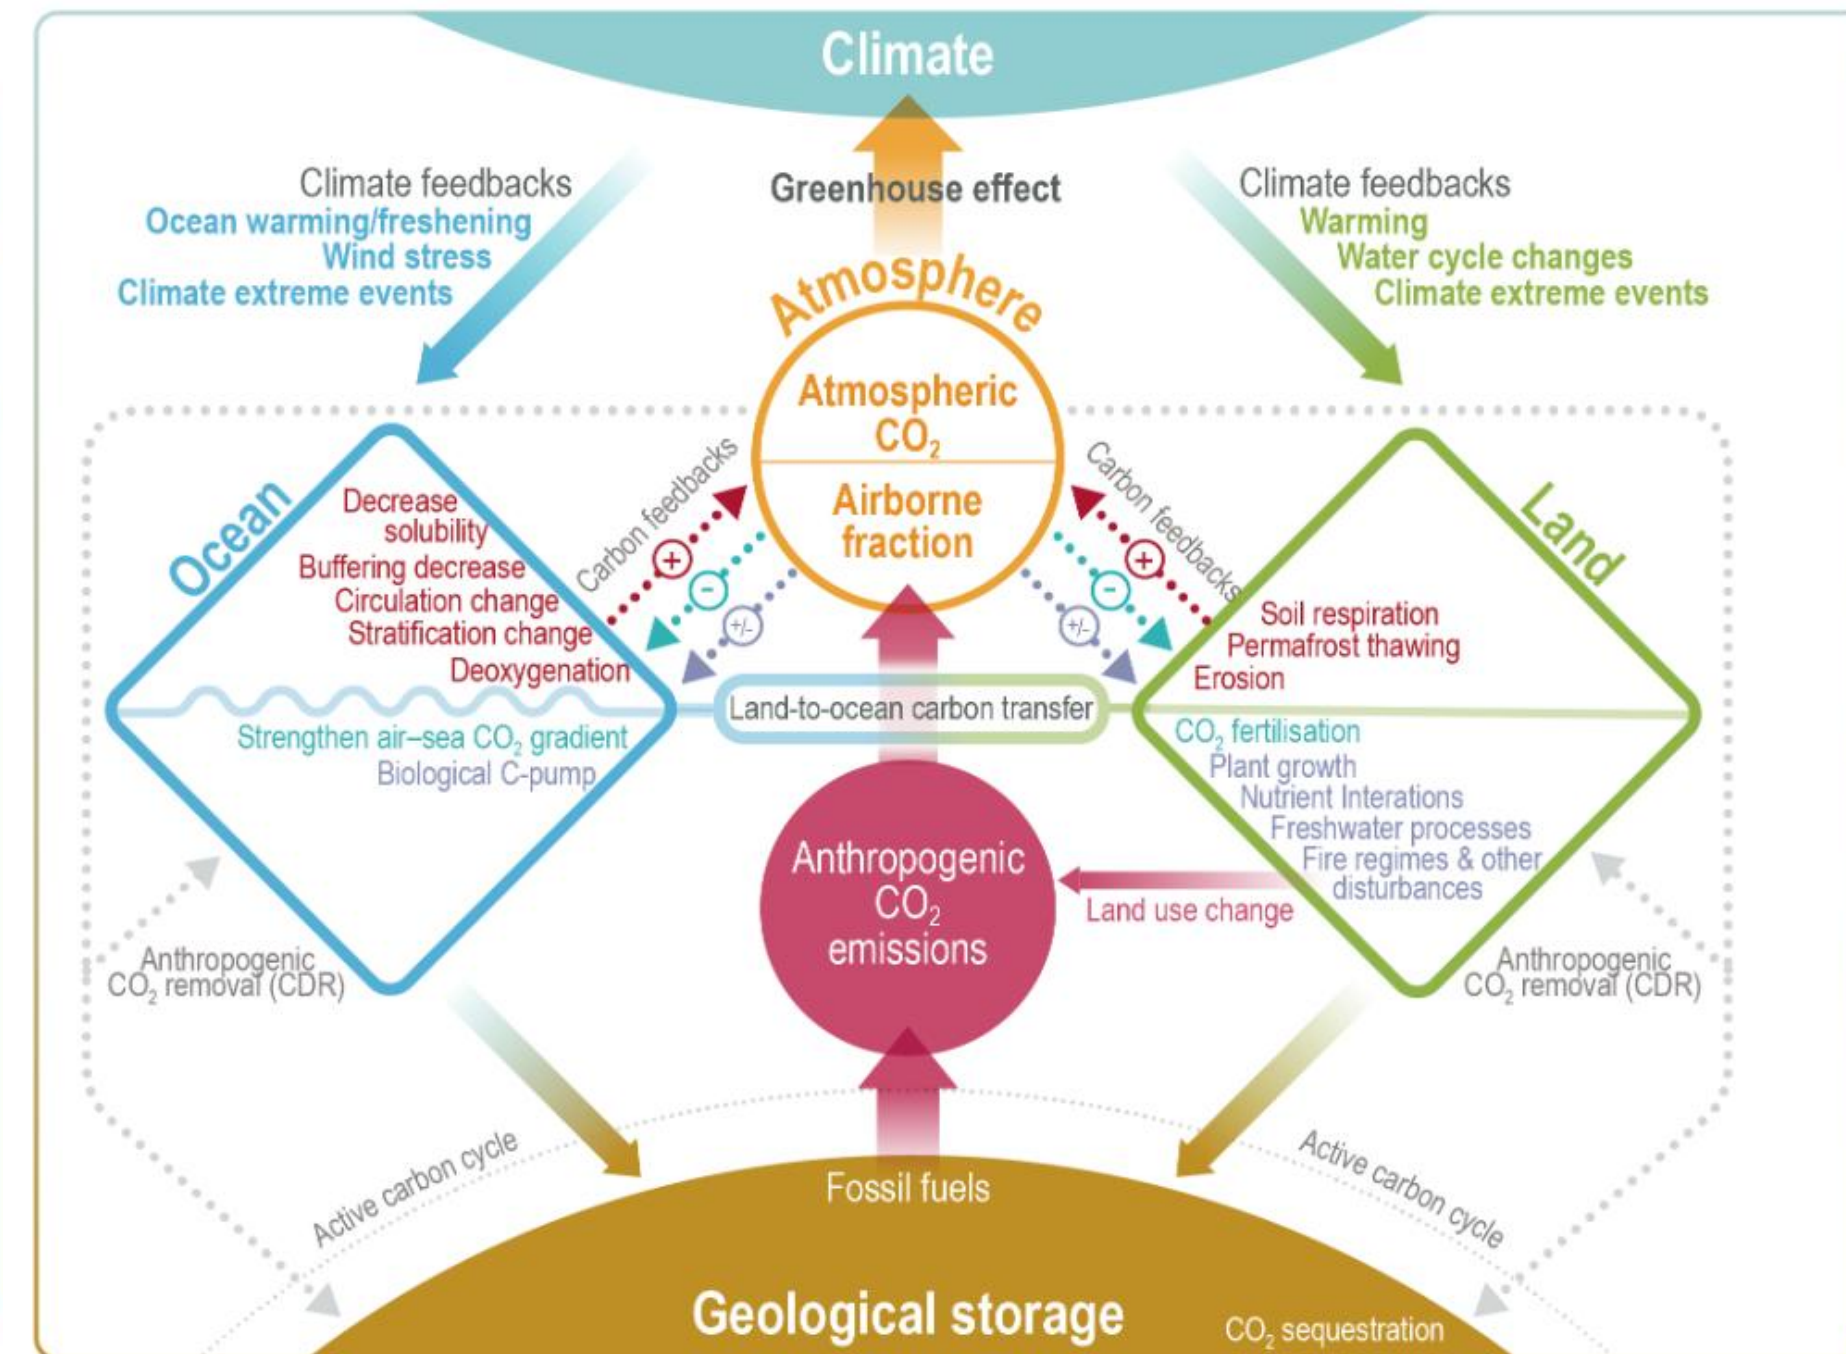 Climate
Climate feedbacks
Ocean warming/freshening
Wind stress
Climate extreme events
Greenhouse effect
Climate feedbacks
Warming
Water cycle changes
Climate extreme events
Atmosphere
Atmospheric
CO₂
Airborne
fraction
Ocean
Decrease
solubility
Buffering decrease
Circulation change
Stratification change
Deoxygenation
Strengthen air–sea CO₂ gradient
Biological C-pump
Carbon feedbacks
+
-
+/-
Carbon feedbacks
+
-
+/-
Land
Soil respiration
Permafrost thawing
Erosion
CO₂ fertilisation
Plant growth
Nutrient Interations
Freshwater processes
Fire regimes & other
disturbances
Land-to-ocean carbon transfer
Anthropogenic
CO₂
emissions
Land use change
Anthropogenic
CO₂ removal (CDR)
Anthropogenic
CO₂ removal (CDR)
Active carbon cycle
Active carbon cycle
Fossil fuels
Geological storage
CO₂ sequestration